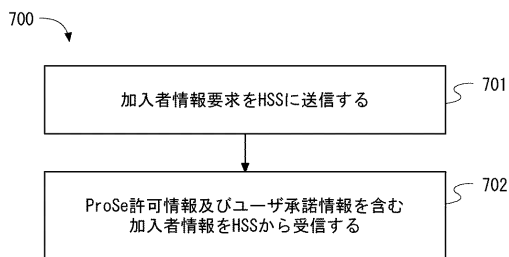 700
加入者情報要求をHSSに送信する
701
ProSe許可情報及びユーザ承諾情報を含む
加入者情報をHSSから受信する
702